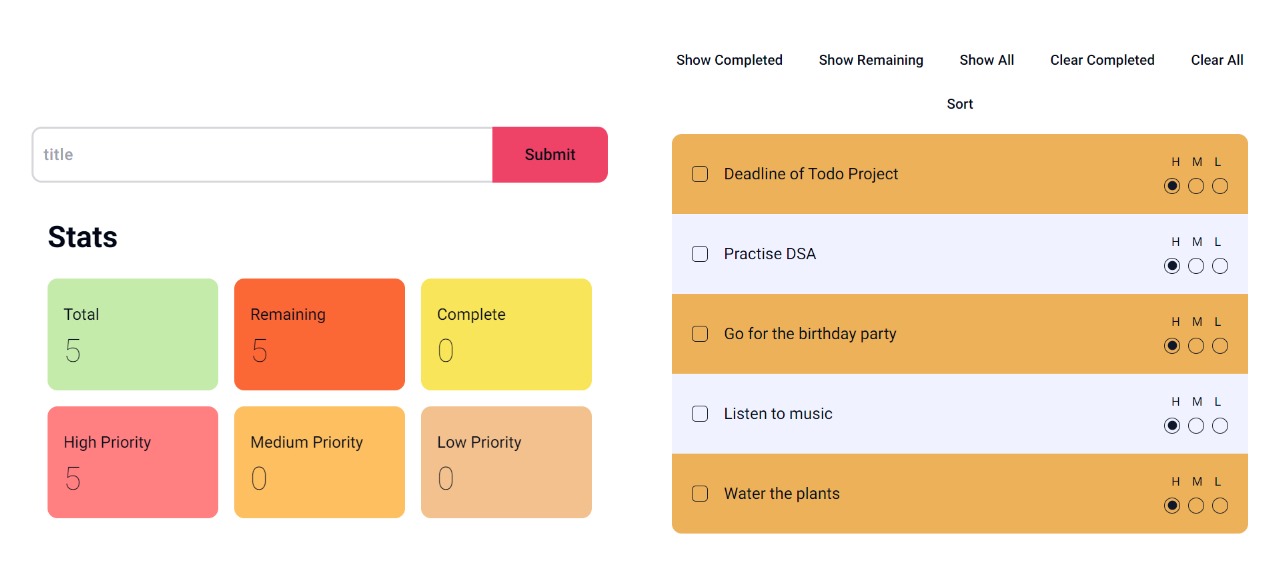 title
Submit
Stats
Total
5
Remaining
5
Complete
0
High Priority
5
Medium Priority
0
Low Priority
0
Show Completed Show Remaining Show All Clear Completed Clear All
Sort
H M L
Deadline of Todo Project
H M L
Practise DSA
H M L
Go for the birthday party
H M L
Listen to music
H M L
Water the plants